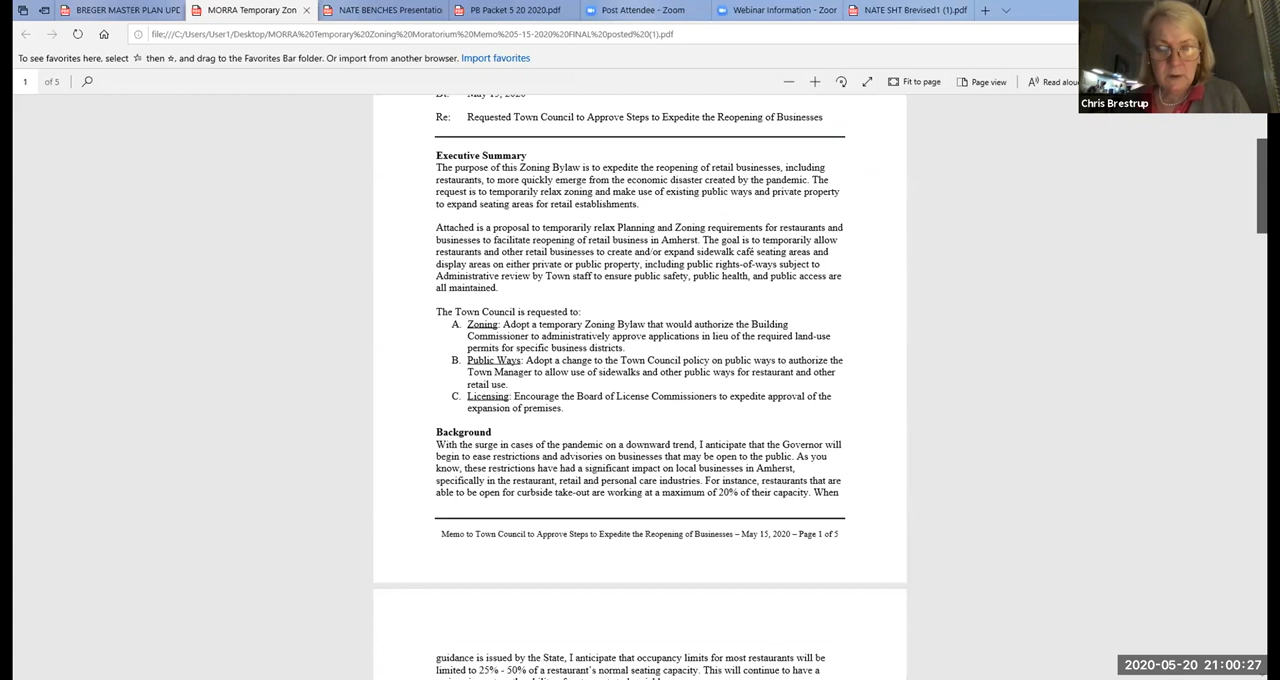 BREGER MASTER PLAN UPD
MORRA Temporary Zon
NATE BENCHES Presentatio
PB Packet 5 20 2020.pdf
Post Attendee - Zoom
Webinar Information - Zoor
NATE SHT Brevised1 (1).pdf
file:///C:/Users/User1/Desktop/MORRA%20Temporary%20Zoning%20Moratorium%20Memo%205-15-2020%20FINAL%20posted%20(1).pdf
To see favorites here, select ☆ then ☆, and drag to the Favorites Bar folder. Or import from another browser. Import favorites
1 of 5
Fit to page
Page view
Read alou
Chris Brestrup
May 15, 2020
Re: Requested Town Council to Approve Steps to Expedite the Reopening of Businesses
Executive Summary
The purpose of this Zoning Bylaw is to expedite the reopening of retail businesses, including
restaurants, to more quickly emerge from the economic disaster created by the pandemic. The
request is to temporarily relax zoning and make use of existing public ways and private property
to expand seating areas for retail establishments.
Attached is a proposal to temporarily relax Planning and Zoning requirements for restaurants and
businesses to facilitate reopening of retail business in Amherst. The goal is to temporarily allow
restaurants and other retail businesses to create and/or expand sidewalk café seating areas and
display areas on either private or public property, including public rights-of-ways subject to
Administrative review by Town staff to ensure public safety, public health, and public access are
all maintained.
The Town Council is requested to:
A. Zoning: Adopt a temporary Zoning Bylaw that would authorize the Building
Commissioner to administratively approve applications in lieu of the required land-use
permits for specific business districts.
B. Public Ways: Adopt a change to the Town Council policy on public ways to authorize the
Town Manager to allow use of sidewalks and other public ways for restaurant and other
retail use.
C. Licensing: Encourage the Board of License Commissioners to expedite approval of the
expansion of premises.
Background
With the surge in cases of the pandemic on a downward trend, I anticipate that the Governor will
begin to ease restrictions and advisories on businesses that may be open to the public. As you
know, these restrictions have had a significant impact on local businesses in Amherst,
specifically in the restaurant, retail and personal care industries. For instance, restaurants that are
able to be open for curbside take-out are working at a maximum of 20% of their capacity. When
Memo to Town Council to Approve Steps to Expedite the Reopening of Businesses – May 15, 2020 – Page 1 of 5
guidance is issued by the State, I anticipate that occupancy limits for most restaurants will be
limited to 25% - 50% of a restaurant's normal seating capacity. This will continue to have a
2020-05-20 21:00:27